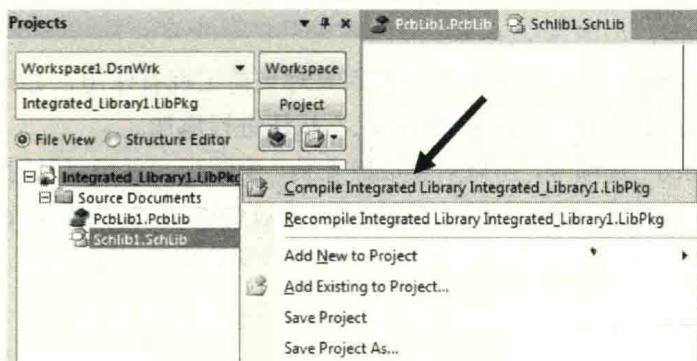 Projects
PcbLib1.PcbLib
Schlib1.SchLib
Workspace1.DsnWrk
Workspace
Integrated_Library1.LibPkg
Project
File View
Structure Editor
Integrated_Library1.LibPkg
Source Documents
PcbLib1.PcbLib
Schlib1.SchLib
Compile Integrated Library Integrated_Library1.LibPkg
Recompile Integrated Library Integrated_Library1.LibPkg
Add New to Project
Add Existing to Project...
Save Project
Save Project As...